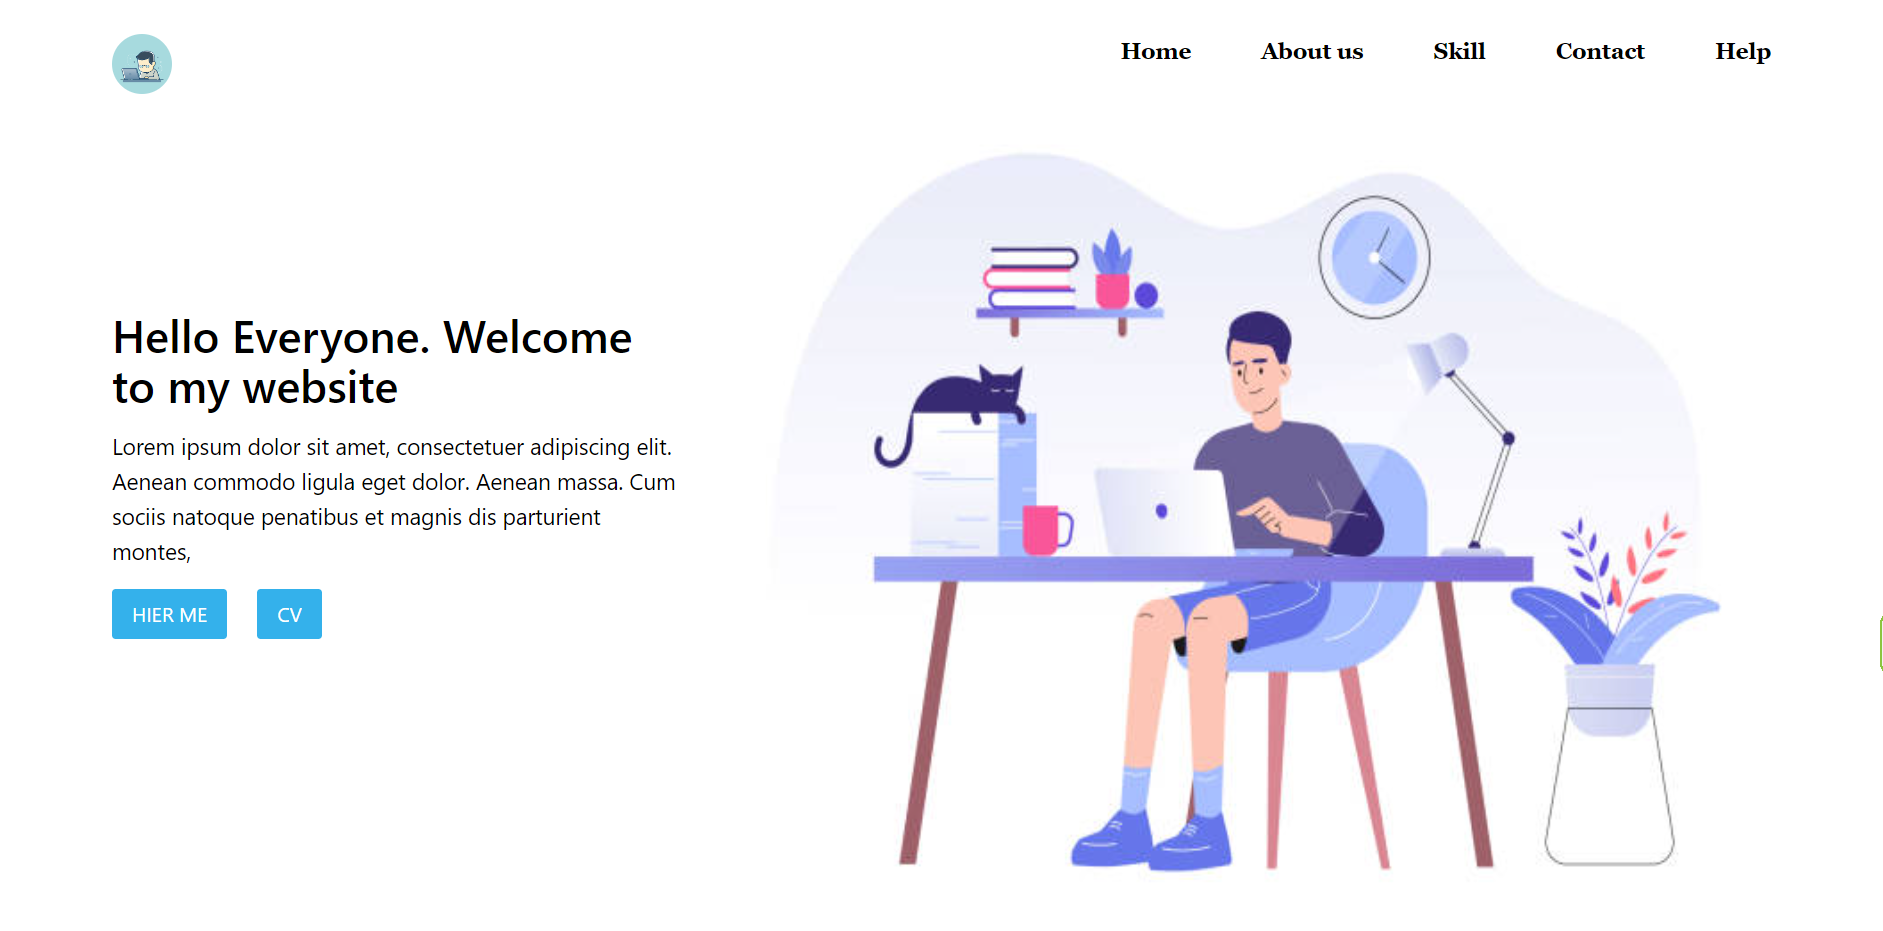 Home About us Skill Contact Help
Hello Everyone. Welcome
to my website
Lorem ipsum dolor sit amet, consectetuer adipiscing elit.
Aenean commodo ligula eget dolor. Aenean massa. Cum
sociis natoque penatibus et magnis dis parturient
montes,
HIER ME CV